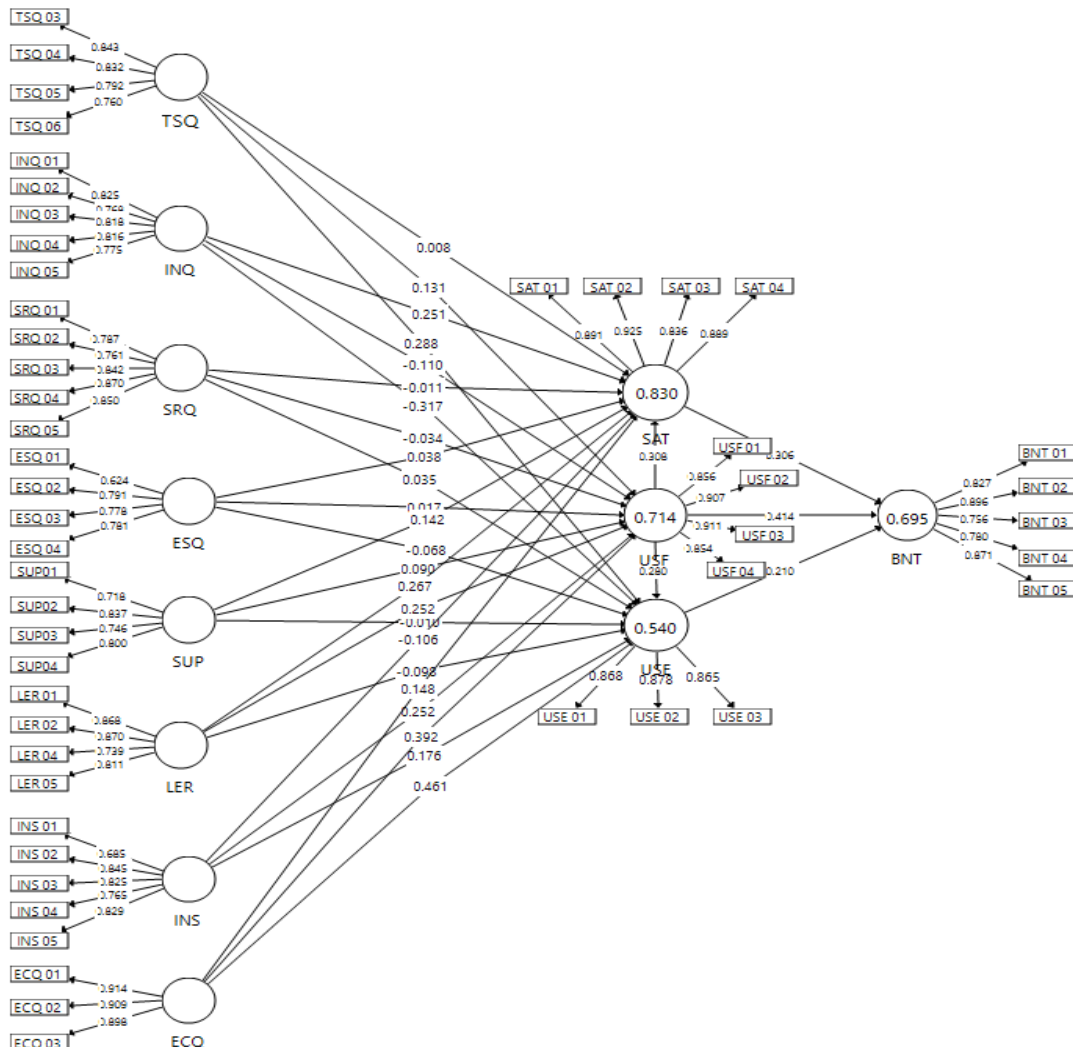 TSQ 03
TSQ 04
TSQ 05
TSQ 06
0.843
0.832
0.792
0.760
TSQ
INQ 01
INQ 02
INQ 03
INQ 04
INQ 05
0.825
0.818
0.816
0.775
INQ
SRQ 01
SRQ 02
SRQ 03
SRQ 04
SRQ 05
0.787
0.761
0.842
0.870
0.850
SRQ
ESQ 01
ESQ 02
ESQ 03
ESQ 04
0.624
0.791
0.778
0.781
ESQ
SUP01
SUP02
SUP03
SUP04
0.718
0.837
0.746
0.800
SUP
LER 01
LER 02
LER 04
LER 05
0.868
0.870
0.739
0.811
LER
INS 01
INS 02
INS 03
INS 04
INS 05
0.685
0.845
0.825
0.765
0.829
INS
ECQ 01
ECQ 02
ECQ 03
0.914
0.909
0.898
ECQ
0.008
0.131
0.251
0.288
-0.110
-0.011
-0.317
-0.034
0.038
0.035
0.017
0.142
-0.068
0.090
0.267
0.252
-0.010
-0.106
-0.098
0.148
0.252
0.392
0.176
0.461
SAT 01
SAT 02
SAT 03
SAT 04
0.891
0.925
0.836
0.889
0.830
SAT
0.308
0.306
USF 01
USF 02
USF 03
USF 04
0.856
0.907
0.911
0.854
0.714
USF
0.414
0.280
0.210
0.540
USE
0.868
0.878
0.865
USE 01
USE 02
USE 03
0.695
BNT
0.827
0.896
0.756
0.780
0.871
BNT 01
BNT 02
BNT 03
BNT 04
BNT 05